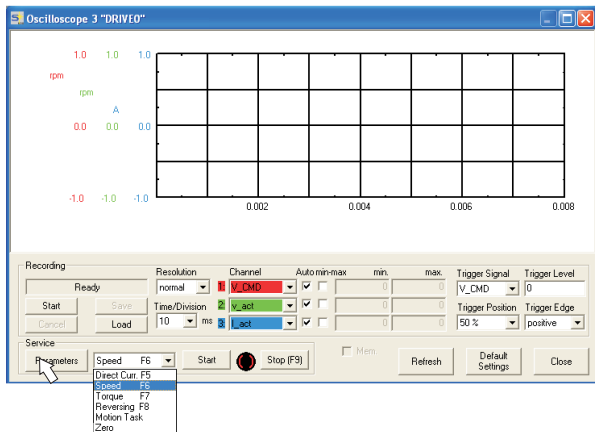 Oscilloscope 3 "DRIVE0"
1.0 1.0 1.0
rpm
rpm
A
0.0 0.0 0.0
-1.0 -1.0 -1.0
0.002 0.004 0.006 0.008
Recording
Ready
Start Save
Cancel Load
Resolution
normal
Time/Division
10 ms
Channel Auto min-max min. max.
1: V_CMD 0 0
2: v_act 0 0
3: I_act 0 0
Trigger Signal Trigger Level
V_CMD 0
Trigger Position Trigger Edge
50 % positive
Service
Parameters Speed F6 Start Stop (F9) Mem. Refresh Default Settings Close
Direct Curr. F5
Speed F6
Torque F7
Reversing F8
Motion Task
Zero